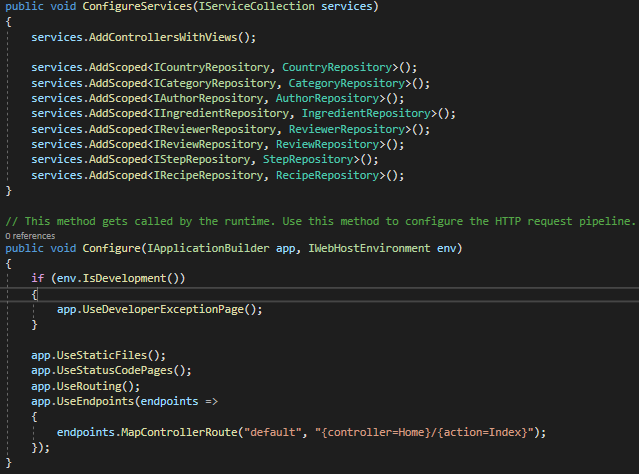 public void ConfigureServices(IServiceCollection services)
{
services.AddControllersWithViews();
services.AddScoped<ICountryRepository, CountryRepository>();
services.AddScoped<ICategoryRepository, CategoryRepository>();
services.AddScoped<IAuthorRepository, AuthorRepository>();
services.AddScoped<IIngredientRepository, IngredientRepository>();
services.AddScoped<IReviewerRepository, ReviewerRepository>();
services.AddScoped<IReviewRepository, ReviewRepository>();
services.AddScoped<IStepRepository, StepRepository>();
services.AddScoped<IRecipeRepository, RecipeRepository>();
}
// This method gets called by the runtime. Use this method to configure the HTTP request pipeline.
0 references
public void Configure(IApplicationBuilder app, IWebHostEnvironment env)
{
if (env.IsDevelopment())
{
app.UseDeveloperExceptionPage();
}
app.UseStaticFiles();
app.UseStatusCodePages();
app.UseRouting();
app.UseEndpoints(endpoints =>
{
endpoints.MapControllerRoute("default", "{controller=Home}/{action=Index}");
});
}